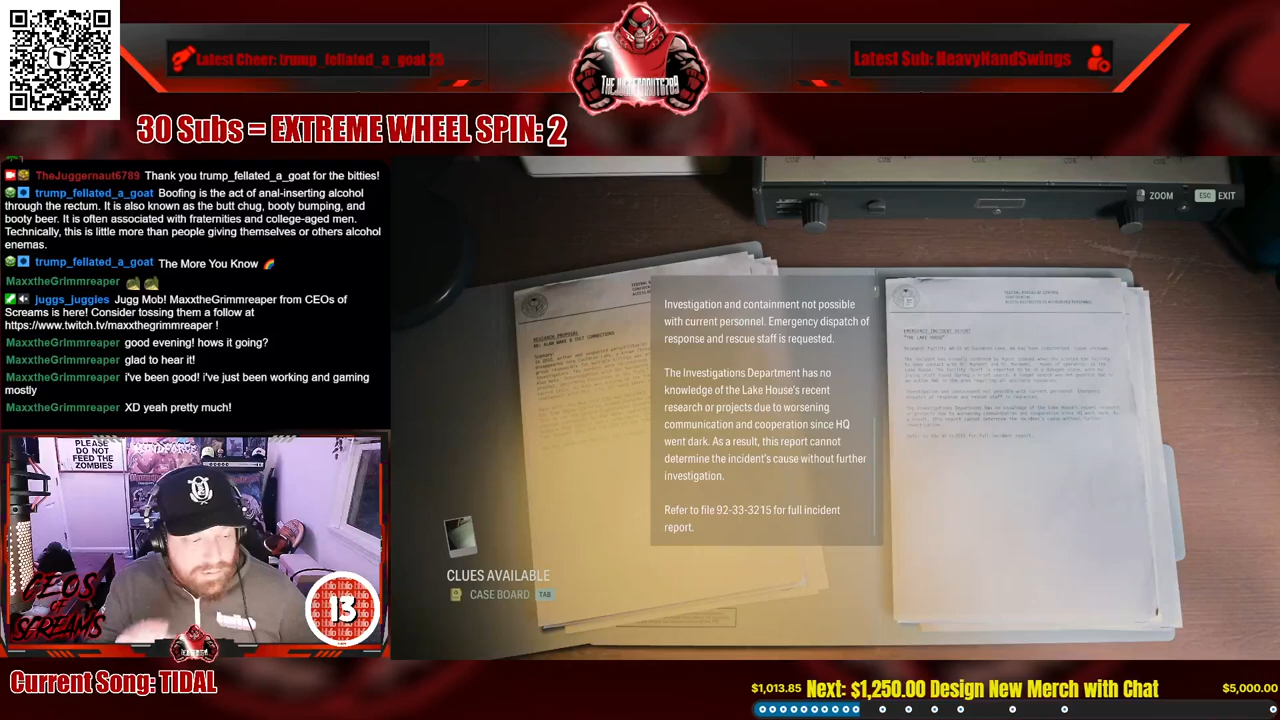 Latest Cheer: trump_fellated_a_goat 25
THEJUGGERNAUT6789
Latest Sub: HeavyHandSwings
30 Subs = EXTREME WHEEL SPIN: 2
TheJuggernaut6789 Thank you trump_fellated_a_goat for the bitties!
trump_fellated_a_goat Boofing is the act of anal-inserting alcohol
through the rectum. It is also known as the butt chug, booty bumping, and
booty beer. It is often associated with fraternities and college-aged men.
Technically, this is little more than people giving themselves or others alcohol
enemas.
trump_fellated_a_goat The More You Know 🌈
MaxxtheGrimmreaper
juggs_juggies Jugg Mob! MaxxtheGrimmreaper from CEOs of
Screams is here! Consider tossing them a follow at
https://www.twitch.tv/maxxthegrimmreaper !
MaxxtheGrimmreaper good evening! hows it going?
MaxxtheGrimmreaper glad to hear it!
MaxxtheGrimmreaper i've been good! i've just been working and gaming
mostly
MaxxtheGrimmreaper XD yeah pretty much!
ZOOM
ESC EXIT
Investigation and containment not possible
with current personnel. Emergency dispatch of
response and rescue staff is requested.
The Investigations Department has no
knowledge of the Lake House's recent
research or projects due to worsening
communication and cooperation since HQ
went dark. As a result, this report cannot
determine the incident's cause without further
investigation.
Refer to file 92-33-3215 for full incident
report.
RESEARCH PROPOSAL
EMERGENCY INCIDENT REPORT
"THE LAKE HOUSE"
CLUES AVAILABLE
CASE BOARD TAB
PLEASE
DO NOT
FEED THE
ZOMBIES
CEOS
OF
SCREAMS
13
Current Song: TIDAL
$1,013.85
Next: $1,250.00 Design New Merch with Chat
$5,000.00